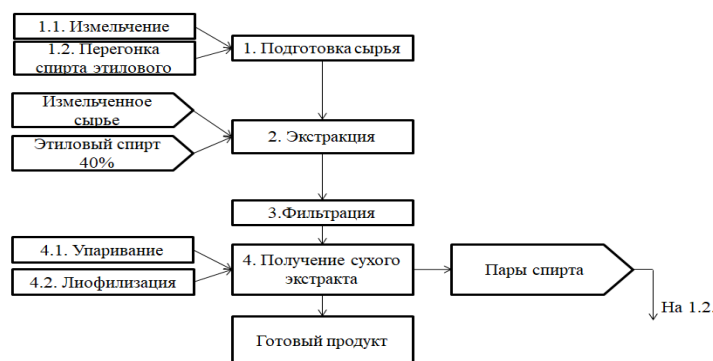 1.1. Измельчение
1.2. Перегонка
спирта этилового
1. Подготовка сырья
Измельченное
сырье
Этиловый спирт
40%
2. Экстракция
3.Фильтрация
4.1. Упаривание
4.2. Лиофилизация
4. Получение сухого
экстракта
Пары спирта
На 1.2.
Готовый продукт